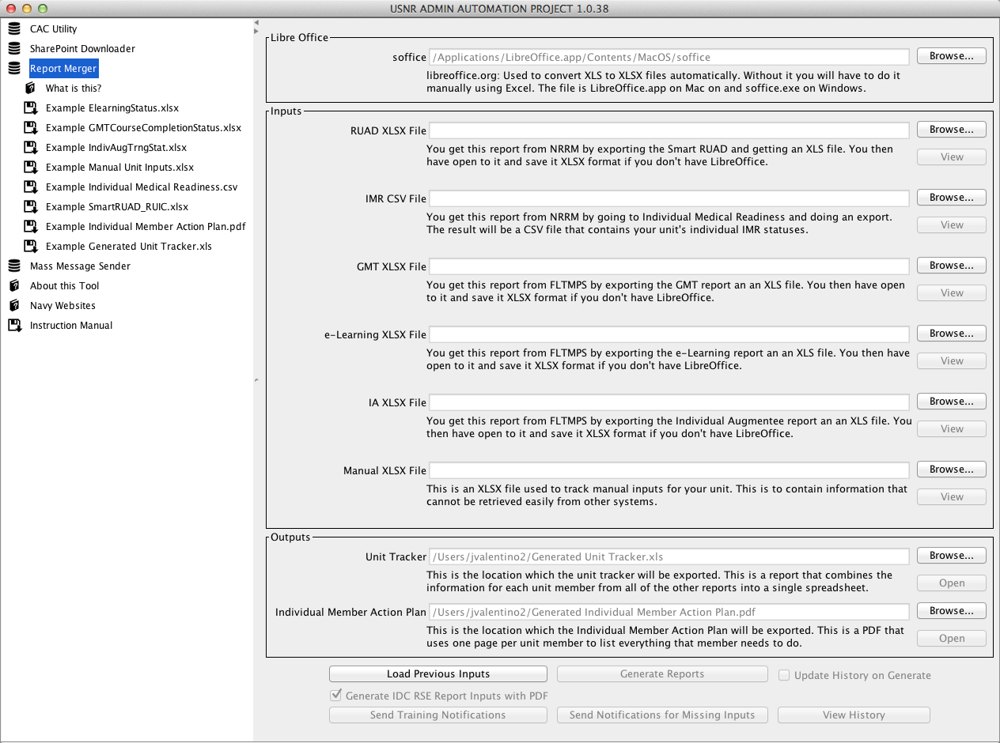 USNR ADMIN AUTOMATION PROJECT 1.0.38
CAC Utility
SharePoint Downloader
Report Merger
What is this?
Example ElearningStatus.xlsx
Example GMTCourseCompletionStatus.xlsx
Example IndivAugTrngStat.xlsx
Example Manual Unit Inputs.xlsx
Example Individual Medical Readiness.csv
Example SmartRUAD_RUIC.xlsx
Example Individual Member Action Plan.pdf
Example Generated Unit Tracker.xls
Mass Message Sender
About this Tool
Navy Websites
Instruction Manual
Libre Office
soffice /Applications/LibreOffice.app/Contents/MacOS/soffice Browse...
libreoffice.org: Used to convert XLS to XLSX files automatically. Without it you will have to do it
manually using Excel. The file is LibreOffice.app on Mac on and soffice.exe on Windows.
Inputs
RUAD XLSX File Browse...
You get this report from NRRM by exporting the Smart RUAD and getting an XLS file. You then
have open to it and save it XLSX format if you don't have LibreOffice.
View
IMR CSV File Browse...
You get this report from NRRM by going to Individual Medical Readiness and doing an export.
The result will be a CSV file that contains your unit's individual IMR statuses.
View
GMT XLSX File Browse...
You get this report from FLTMPS by exporting the GMT report an an XLS file. You then have open
to it and save it XLSX format if you don't have LibreOffice.
View
e-Learning XLSX File Browse...
You get this report from FLTMPS by exporting the e-Learning report an an XLS file. You then have
open to it and save it XLSX format if you don't have LibreOffice.
View
IA XLSX File Browse...
You get this report from FLTMPS by exporting the Individual Augmentee report an an XLS file. You
then have open to it and save it XLSX format if you don't have LibreOffice.
View
Manual XLSX File Browse...
This is an XLSX file used to track manual inputs for your unit. This is to contain information that
cannot be retrieved easily from other systems.
View
Outputs
Unit Tracker /Users/jvalentino2/Generated Unit Tracker.xls Browse...
This is the location which the unit tracker will be exported. This is a report that combines the
information for each unit member from all of the other reports into a single spreadsheet.
Open
Individual Member Action Plan /Users/jvalentino2/Generated Individual Member Action Plan.pdf Browse...
This is the location which the Individual Member Action Plan will be exported. This is a PDF that
uses one page per unit member to list everything that member needs to do.
Open
Load Previous Inputs Generate Reports Update History on Generate
Generate IDC RSE Report Inputs with PDF
Send Training Notifications Send Notifications for Missing Inputs View History